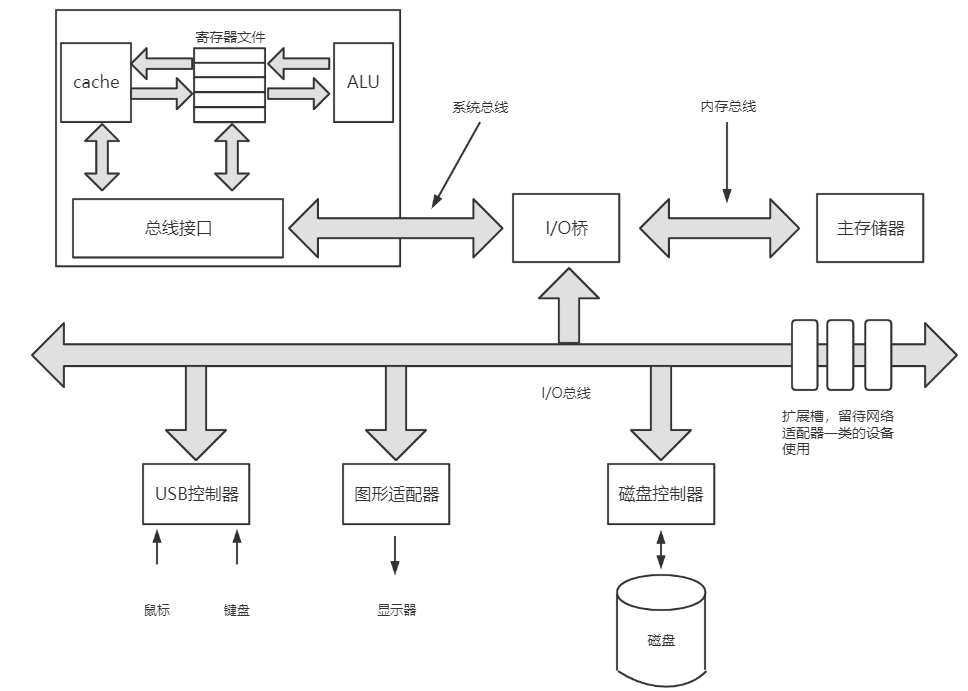 寄存器文件
cache
ALU
系统总线
内存总线
总线接口
I/O桥
主存储器
I/O总线
扩展槽，留待网络
适配器一类的设备
使用
USB控制器
图形适配器
磁盘控制器
鼠标
键盘
显示器
磁盘